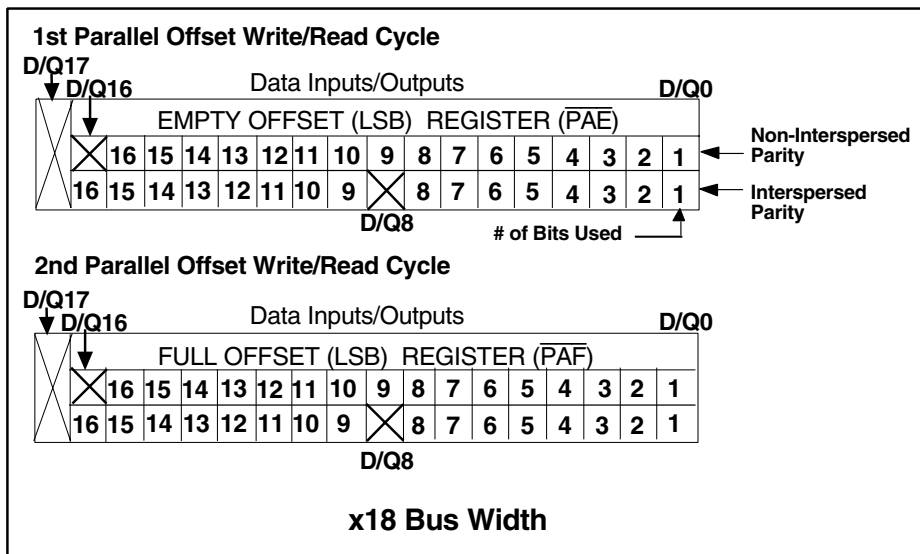 1st Parallel Offset Write/Read Cycle
D/Q17
D/Q16
Data Inputs/Outputs
D/Q0
EMPTY OFFSET (LSB) REGISTER (P̅A̅E̅)
16 15 14 13 12 11 10 9 8 7 6 5 4 3 2 1
Non-Interspersed
Parity
16 15 14 13 12 11 10 9 8 7 6 5 4 3 2 1
Interspersed
Parity
D/Q8
# of Bits Used
2nd Parallel Offset Write/Read Cycle
D/Q17
D/Q16
Data Inputs/Outputs
D/Q0
FULL OFFSET (LSB) REGISTER (P̅A̅F̅)
16 15 14 13 12 11 10 9 8 7 6 5 4 3 2 1
16 15 14 13 12 11 10 9 8 7 6 5 4 3 2 1
D/Q8
x18 Bus Width